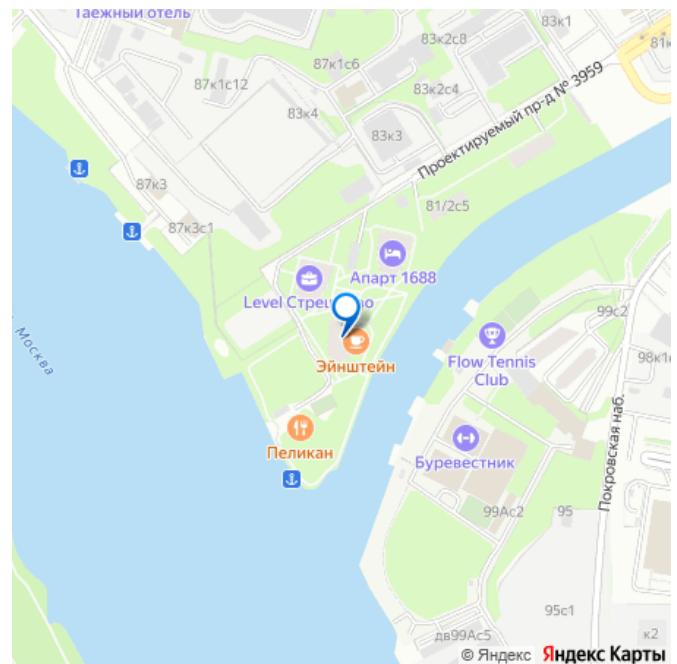 Таёжный отель
83к1
83к2с8
81к
87к1с6
87к1с12
83к2с4
83к4
Проектируемый пр-д № 3959
83к3
87к3
81/2с5
87к3с1
Апарт 1688
Level Стрешнево
99с2
Москва
Эйнштейн
Flow Tennis
Club
98к1
Пеликан
Буревестник
Покровская наб.
99Ас2
95
95с1
дв99Ас5
к2
© Яндекс Яндекс Карты